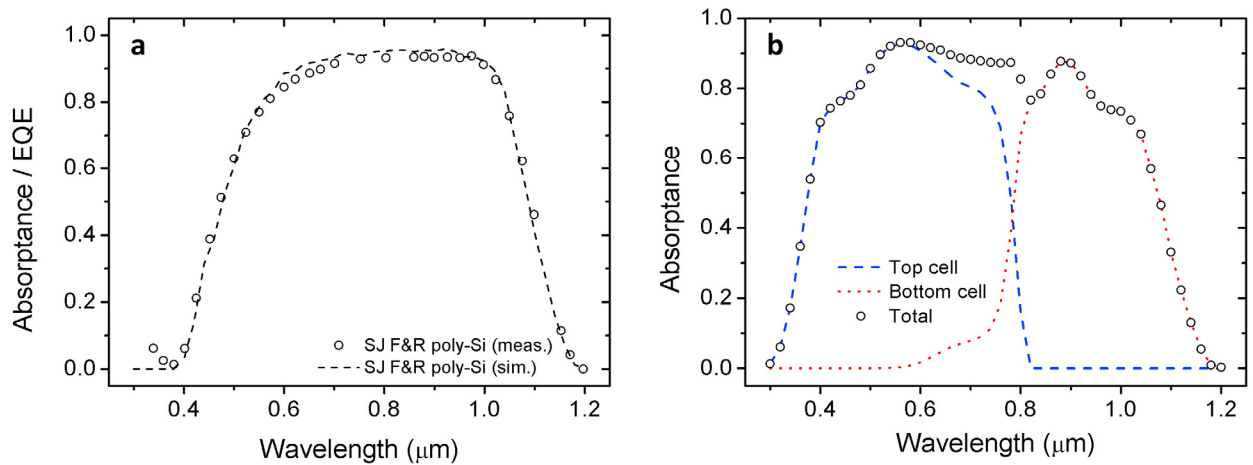 a
Absorptance / EQE
1.0
0.8
0.6
0.4
0.2
0.0
SJ F&R poly-Si (meas.)
SJ F&R poly-Si (sim.)
0.4 0.6 0.8 1.0 1.2
Wavelength (μm)
b
Absorptance
1.0
0.8
0.6
0.4
0.2
0.0
Top cell
Bottom cell
Total
0.4 0.6 0.8 1.0 1.2
Wavelength (μm)